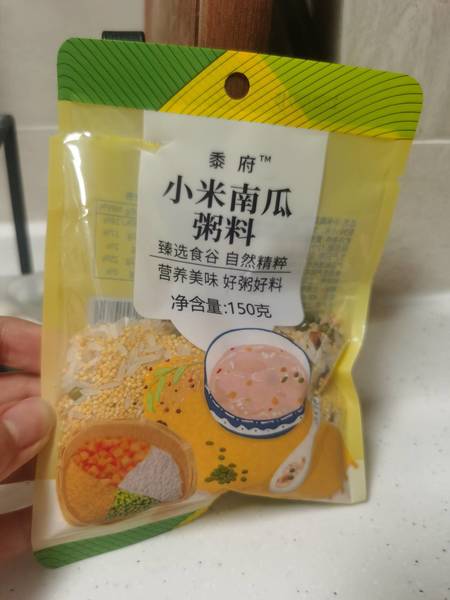 黍府™
小米南瓜
粥料
臻选食谷 自然精粹
营养美味 好粥好料
净含量:150克